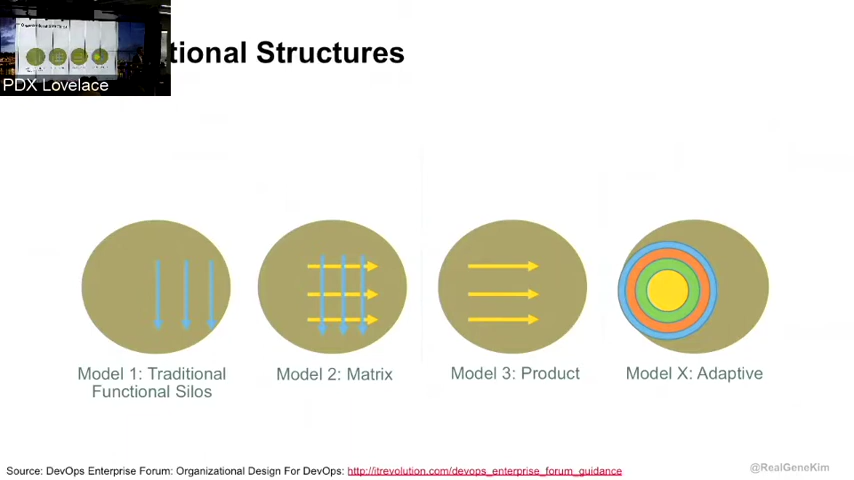 tional Structures
PDX Lovelace
Model 1: Traditional
Functional Silos
Model 2: Matrix
Model 3: Product
Model X: Adaptive
Source: DevOps Enterprise Forum: Organizational Design For DevOps: http://itrevolution.com/devops_enterprise_forum_guidance
@RealGeneKim